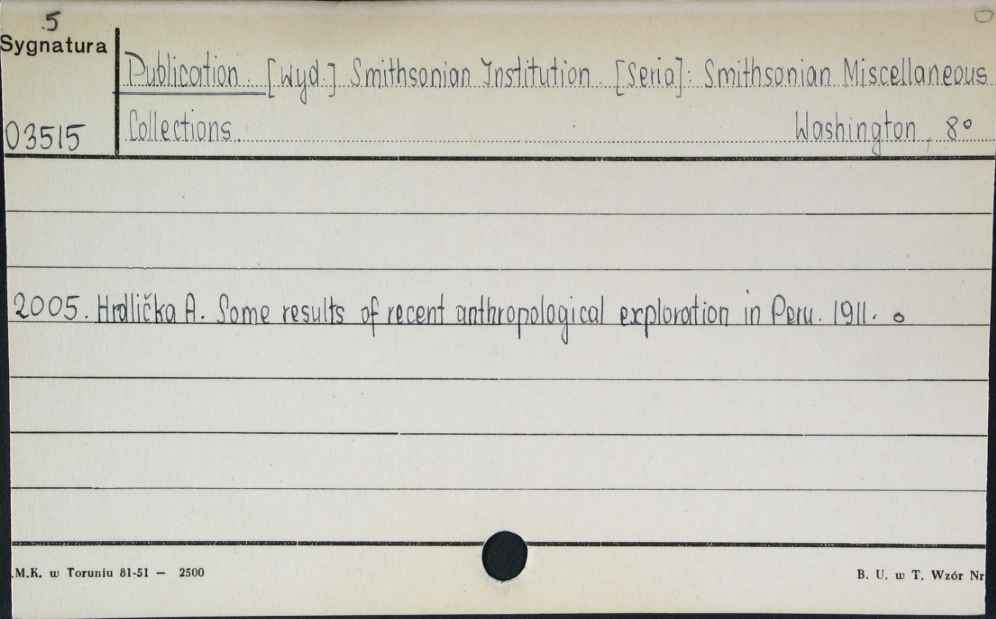 5
Sygnatura
Publication. [Wyd.] Smithsonian Institution. [Seria]: Smithsonian Miscellaneous
03515 Collections. Washington, 8°
2005. Hrdlička A. Some results of recent anthropological exploration in Peru. 1911.
.M.K. w Toruniu 81-51 — 2500
B. U. w T. Wzór Nr